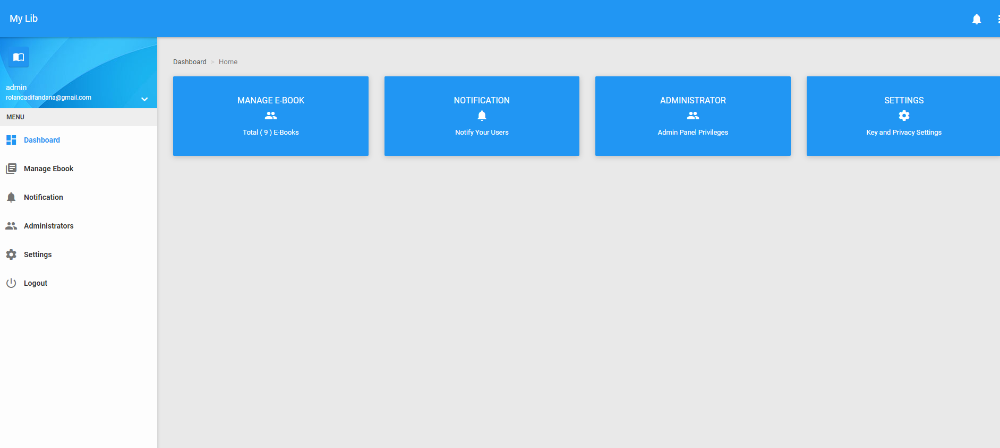 My Lib
admin
rolandadifandana@gmail.com
MENU
Dashboard
Manage Ebook
Notification
Administrators
Settings
Logout
Dashboard > Home
MANAGE E-BOOK
Total ( 9 ) E-Books
NOTIFICATION
Notify Your Users
ADMINISTRATOR
Admin Panel Privileges
SETTINGS
Key and Privacy Settings